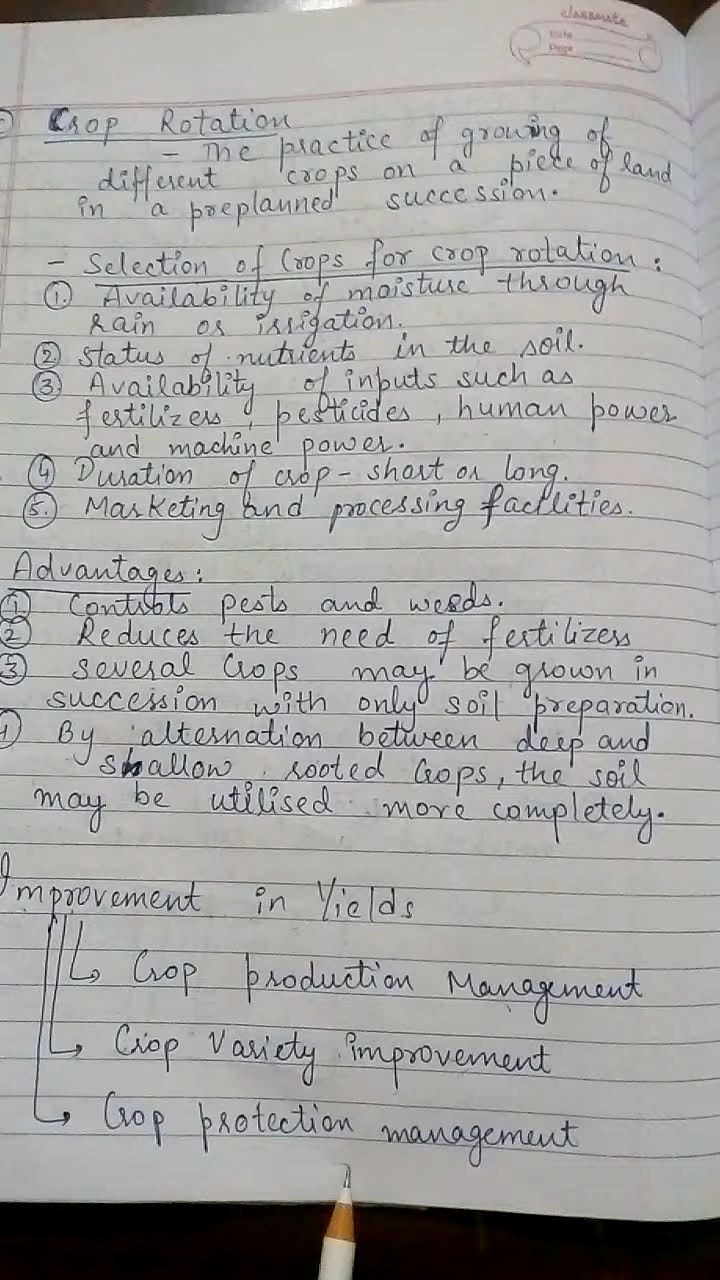 classmate
Date
Page
Crop Rotation
- The practice of growing of
different crops on a piece of land
in a preplanned succession.
- Selection of Crops for crop rotation :
① Availability of moisture through
Rain or irrigation.
② Status of nutrients in the soil.
③ Availability of inputs such as
fertilizers, pesticides, human power
and machine power.
④ Duration of crop - short or long.
⑤. Marketing and processing facilities.
Advantages :
① Controls pests and weeds.
② Reduces the need of fertilizers
③ Several Crops may be grown in
succession with only soil preparation.
④ By alternation between deep and
shallow rooted Crops, the soil
may be utilised more completely.
Improvement in Yields
↳ Crop production Management
↳ Crop Variety improvement
↳ Crop protection management